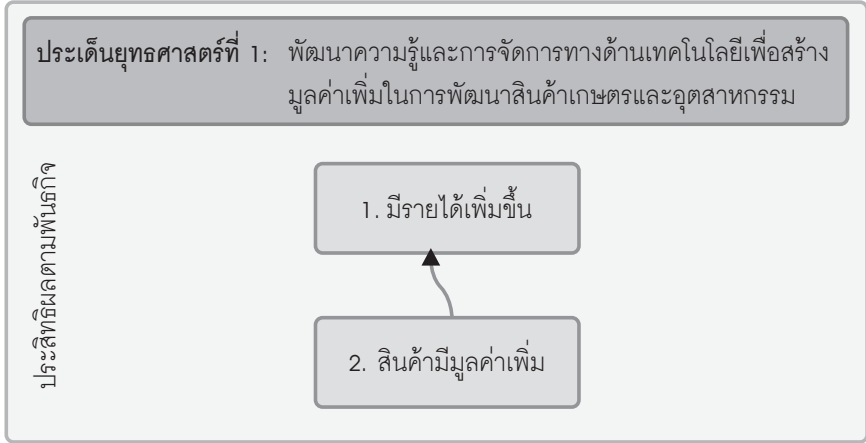 ประเด็นยุทธศาสตร์ที่ 1: พัฒนาความรู้และการจัดการทางด้านเทคโนโลยีเพื่อสร้าง
มูลค่าเพิ่มในการพัฒนาสินค้าเกษตรและอุตสาหกรรม
ประสิทธิผลตามพันธกิจ
1. มีรายได้เพิ่มขึ้น
2. สินค้ามีมูลค่าเพิ่ม